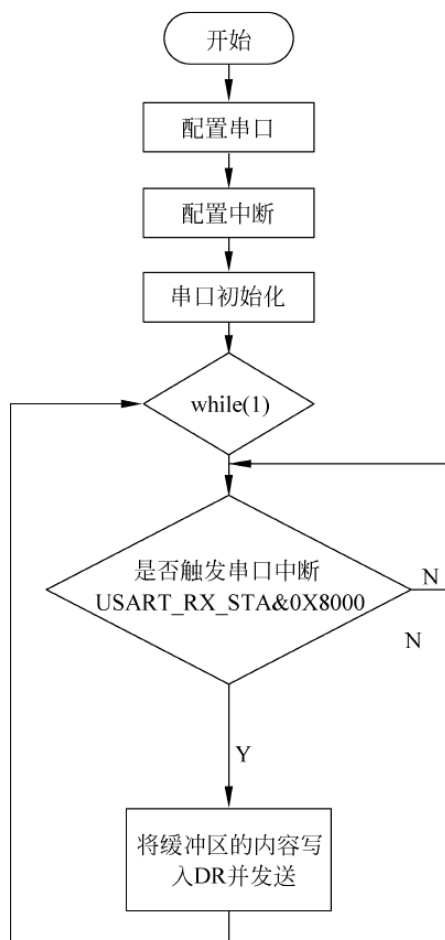 开始
配置串口
配置中断
串口初始化
while(1)
是否触发串口中断
USART_RX_STA&0X8000
N
N
Y
将缓冲区的内容写
入DR并发送